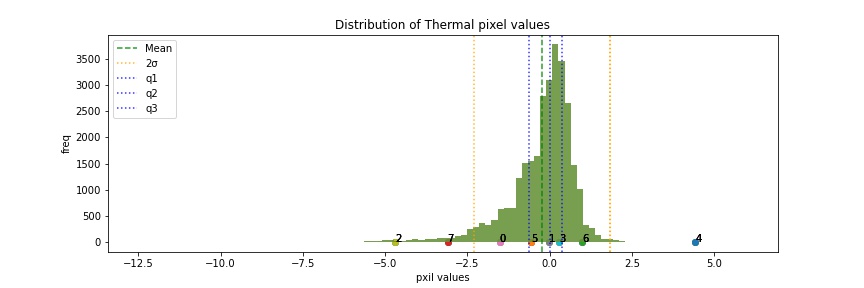 Distribution of Thermal pixel values
Mean
2σ
q1
q2
q3
freq
3500
3000
2500
2000
1500
1000
500
0
2 7 0 5 1 3 6 4
−12.5 −10.0 −7.5 −5.0 −2.5 0.0 2.5 5.0
pxil values